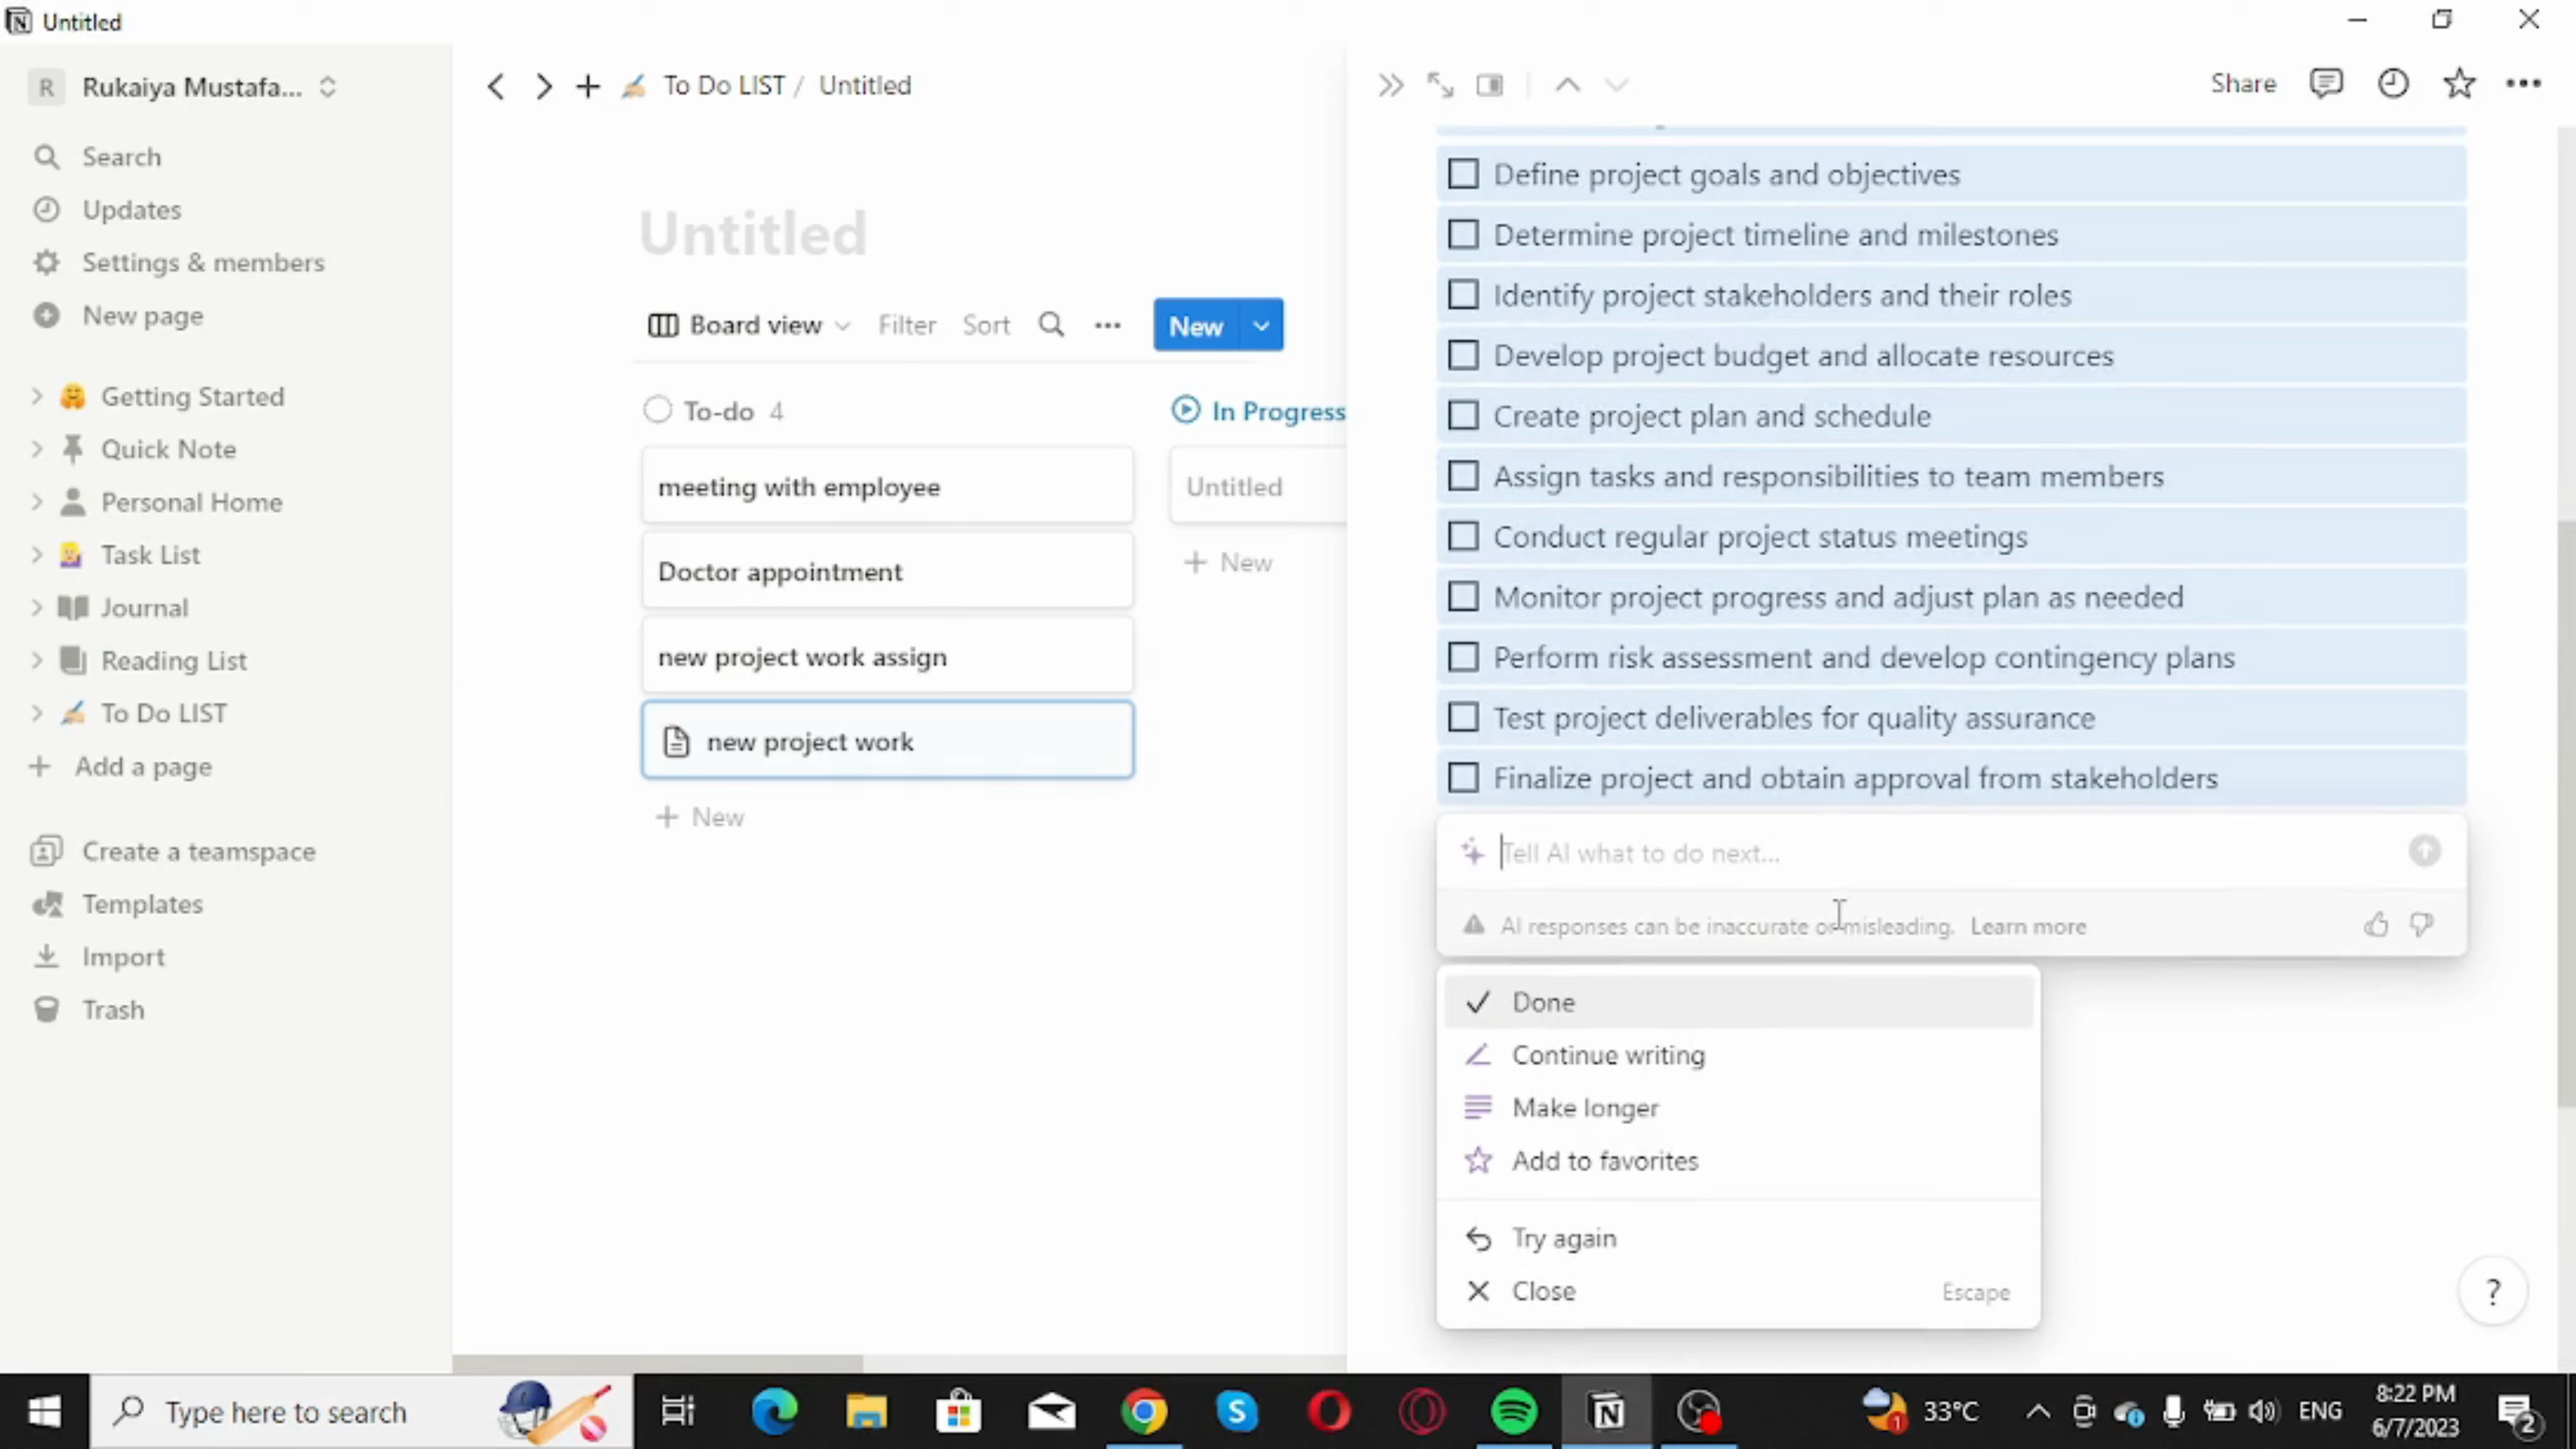 Untitled
R Rukaiya Mustafa...
Search
Updates
Settings & members
New page
Getting Started
Quick Note
Personal Home
Task List
Journal
Reading List
To Do LIST
Add a page
Create a teamspace
Templates
Import
Trash
To Do LIST / Untitled
Untitled
Board view Filter Sort New
To-do 4
meeting with employee
Doctor appointment
new project work assign
new project work
+ New
In Progress
Untitled
+ New
Share
Define project goals and objectives
Determine project timeline and milestones
Identify project stakeholders and their roles
Develop project budget and allocate resources
Create project plan and schedule
Assign tasks and responsibilities to team members
Conduct regular project status meetings
Monitor project progress and adjust plan as needed
Perform risk assessment and develop contingency plans
Test project deliverables for quality assurance
Finalize project and obtain approval from stakeholders
Tell AI what to do next...
AI responses can be inaccurate or misleading. Learn more
Done
Continue writing
Make longer
Add to favorites
Try again
Close Escape
?
Type here to search
33°C
ENG
8:22 PM
6/7/2023
2